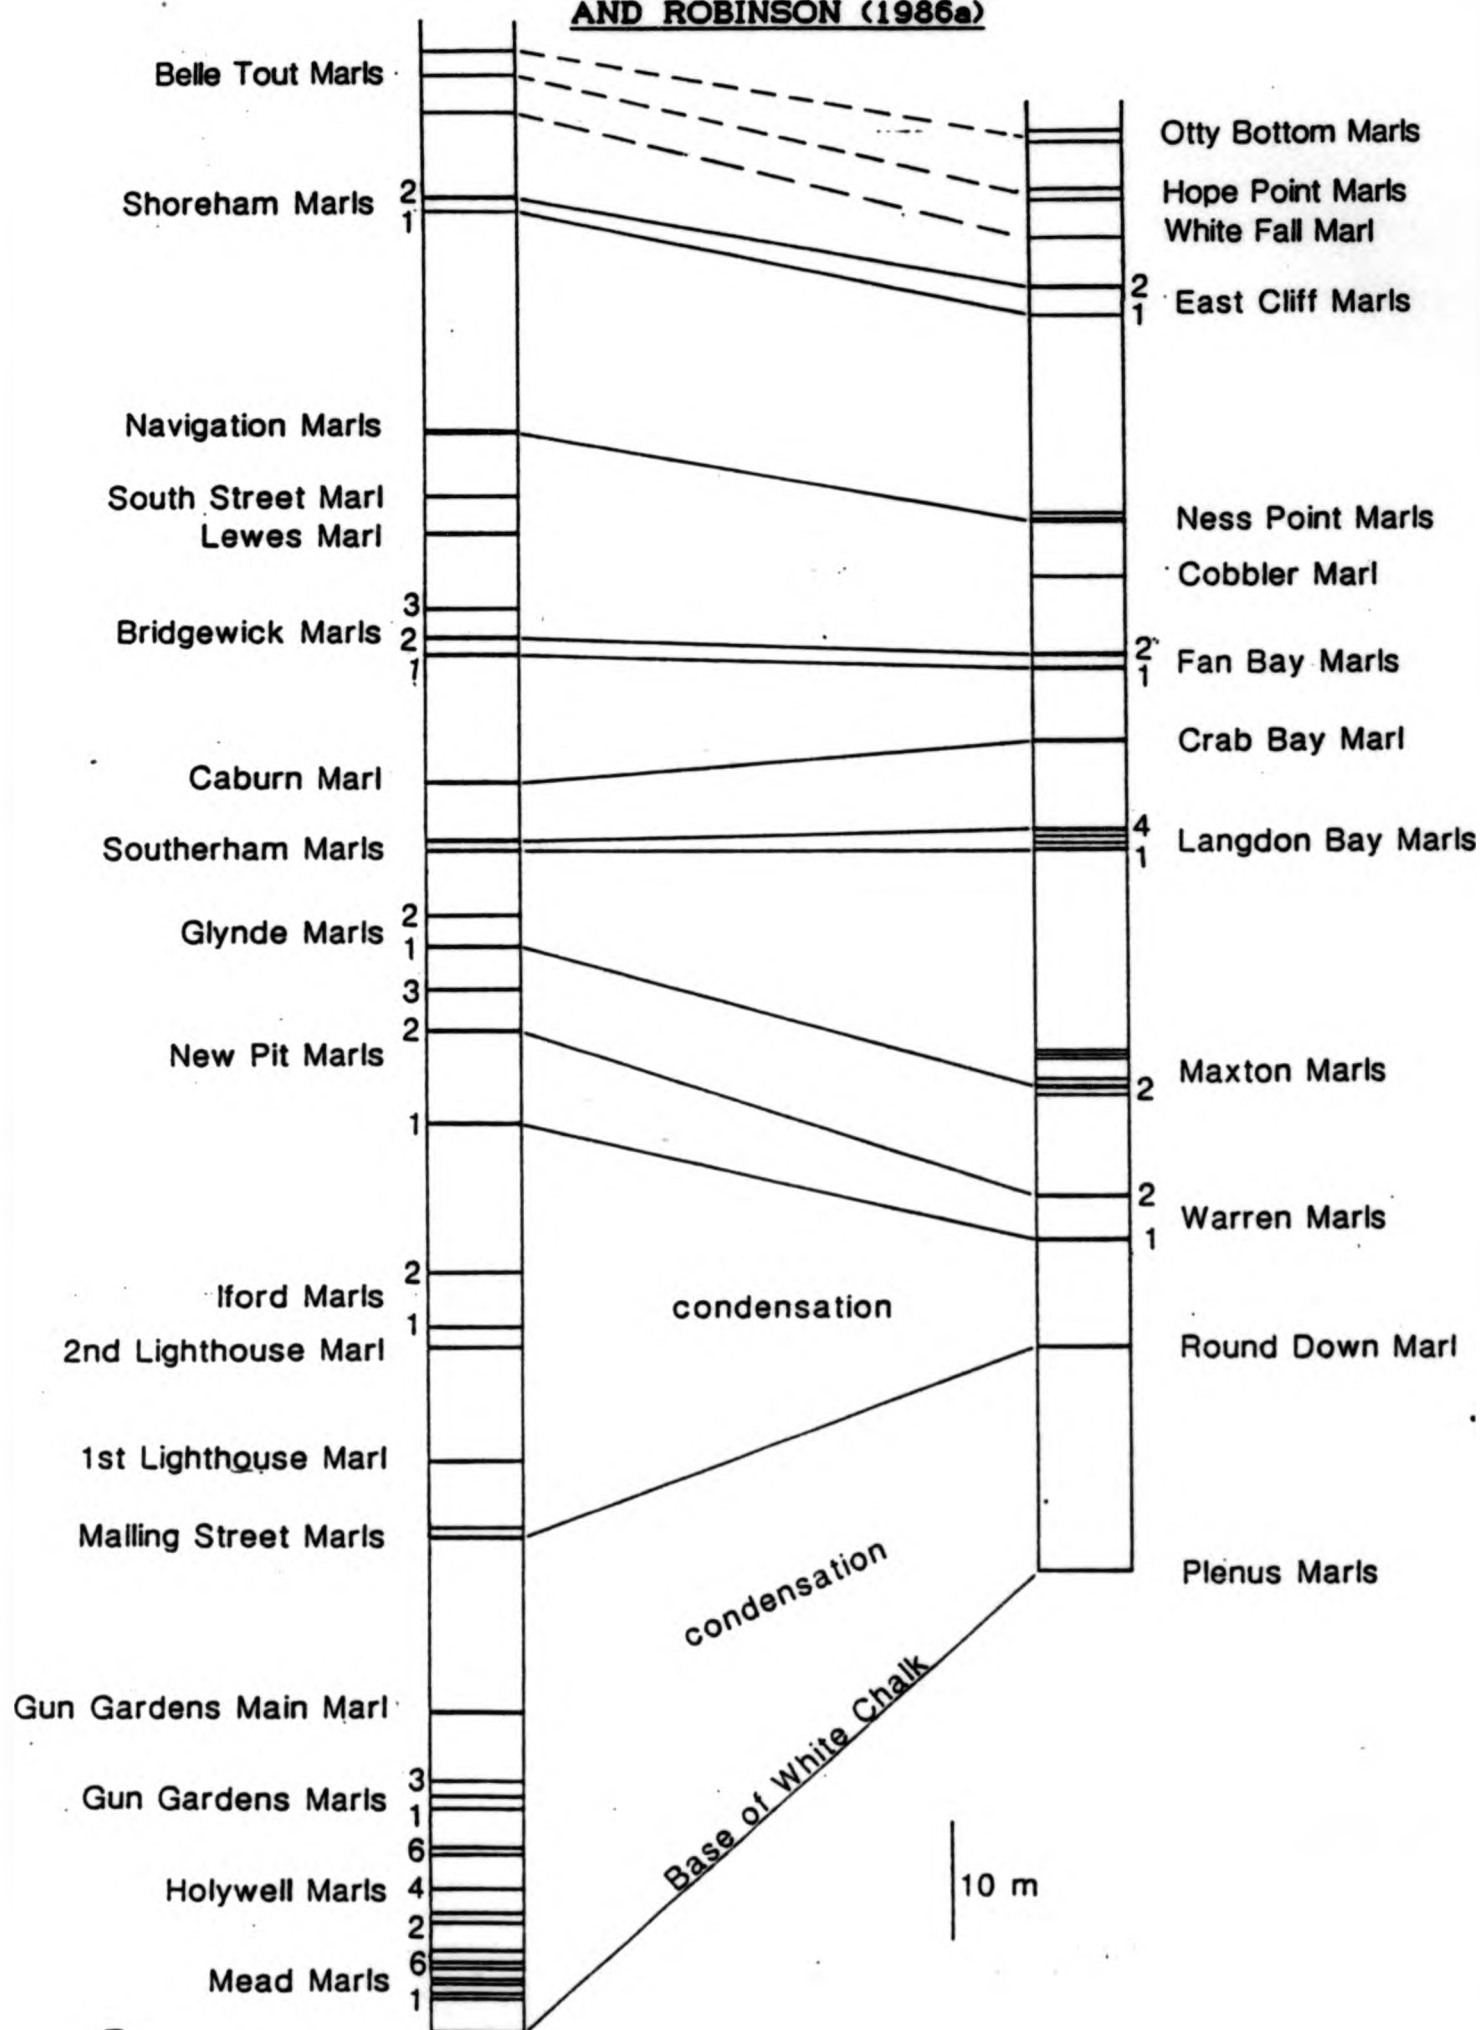 AND ROBINSON (1986a)
Belle Tout Marls
Shoreham Marls
2
1
Navigation Marls
South Street Marl
Lewes Marl
3
Bridgewick Marls
2
1
Caburn Marl
Southerham Marls
2
Glynde Marls
1
3
2
New Pit Marls
1
2
Iford Marls
1
2nd Lighthouse Marl
1st Lighthouse Marl
Malling Street Marls
Gun Gardens Main Marl
3
Gun Gardens Marls
1
6
Holywell Marls
4
2
6
Mead Marls
1
condensation
condensation
Base of White Chalk
10 m
Otty Bottom Marls
Hope Point Marls
White Fall Marl
2
East Cliff Marls
1
Ness Point Marls
Cobbler Marl
2
Fan Bay Marls
1
Crab Bay Marl
4
Langdon Bay Marls
1
Maxton Marls
2
2
Warren Marls
1
Round Down Marl
Plenus Marls